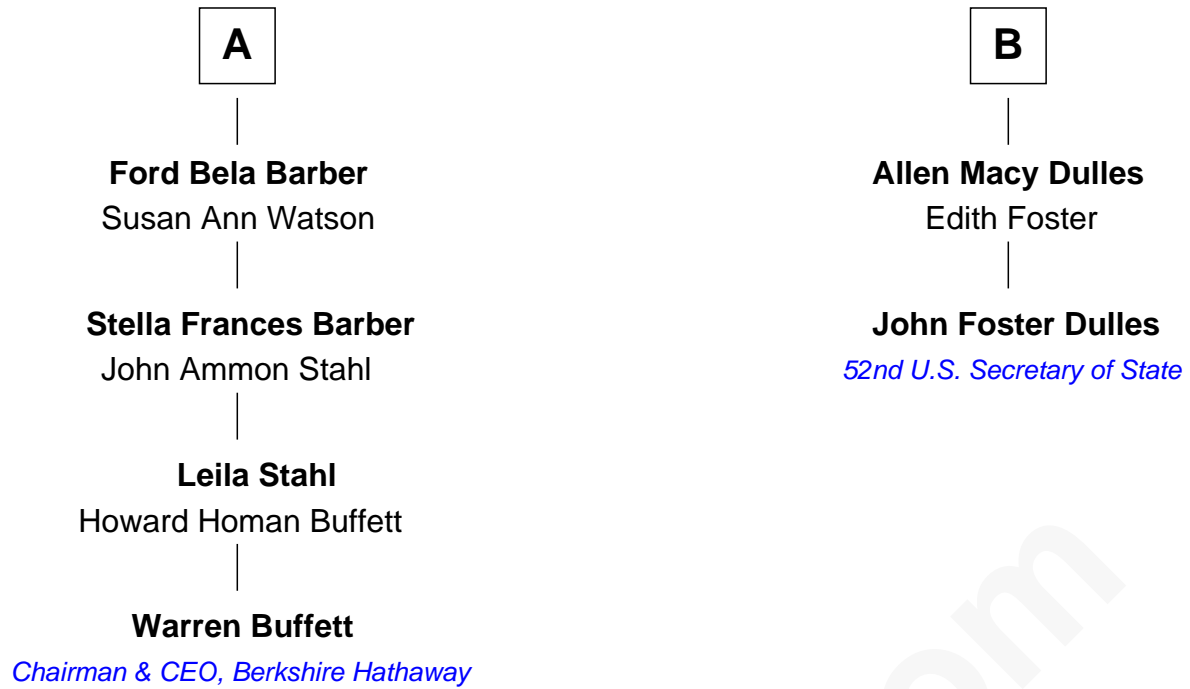 A
Ford Bela Barber
Susan Ann Watson
Stella Frances Barber
John Ammon Stahl
Leila Stahl
Howard Homan Buffett
Warren Buffett
Chairman & CEO, Berkshire Hathaway
B
Allen Macy Dulles
Edith Foster
John Foster Dulles
52nd U.S. Secretary of State
om